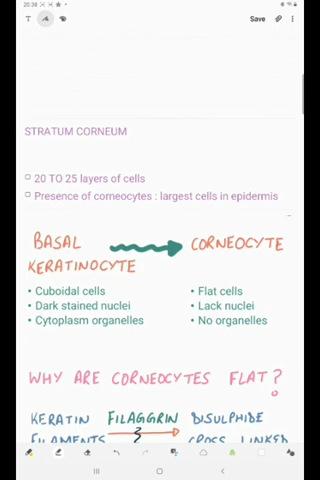 20:38
Save
STRATUM CORNEUM
20 TO 25 layers of cells
Presence of corneocytes : largest cells in epidermis
BASAL KERATINOCYTE → CORNEOCYTE
• Cuboidal cells
• Dark stained nuclei
• Cytoplasm organelles
• Flat cells
• Lack nuclei
• No organelles
WHY ARE CORNEOCYTES FLAT?
KERATIN FILAGGRIN DISULPHIDE
FILAMENTS CROSS LINKED